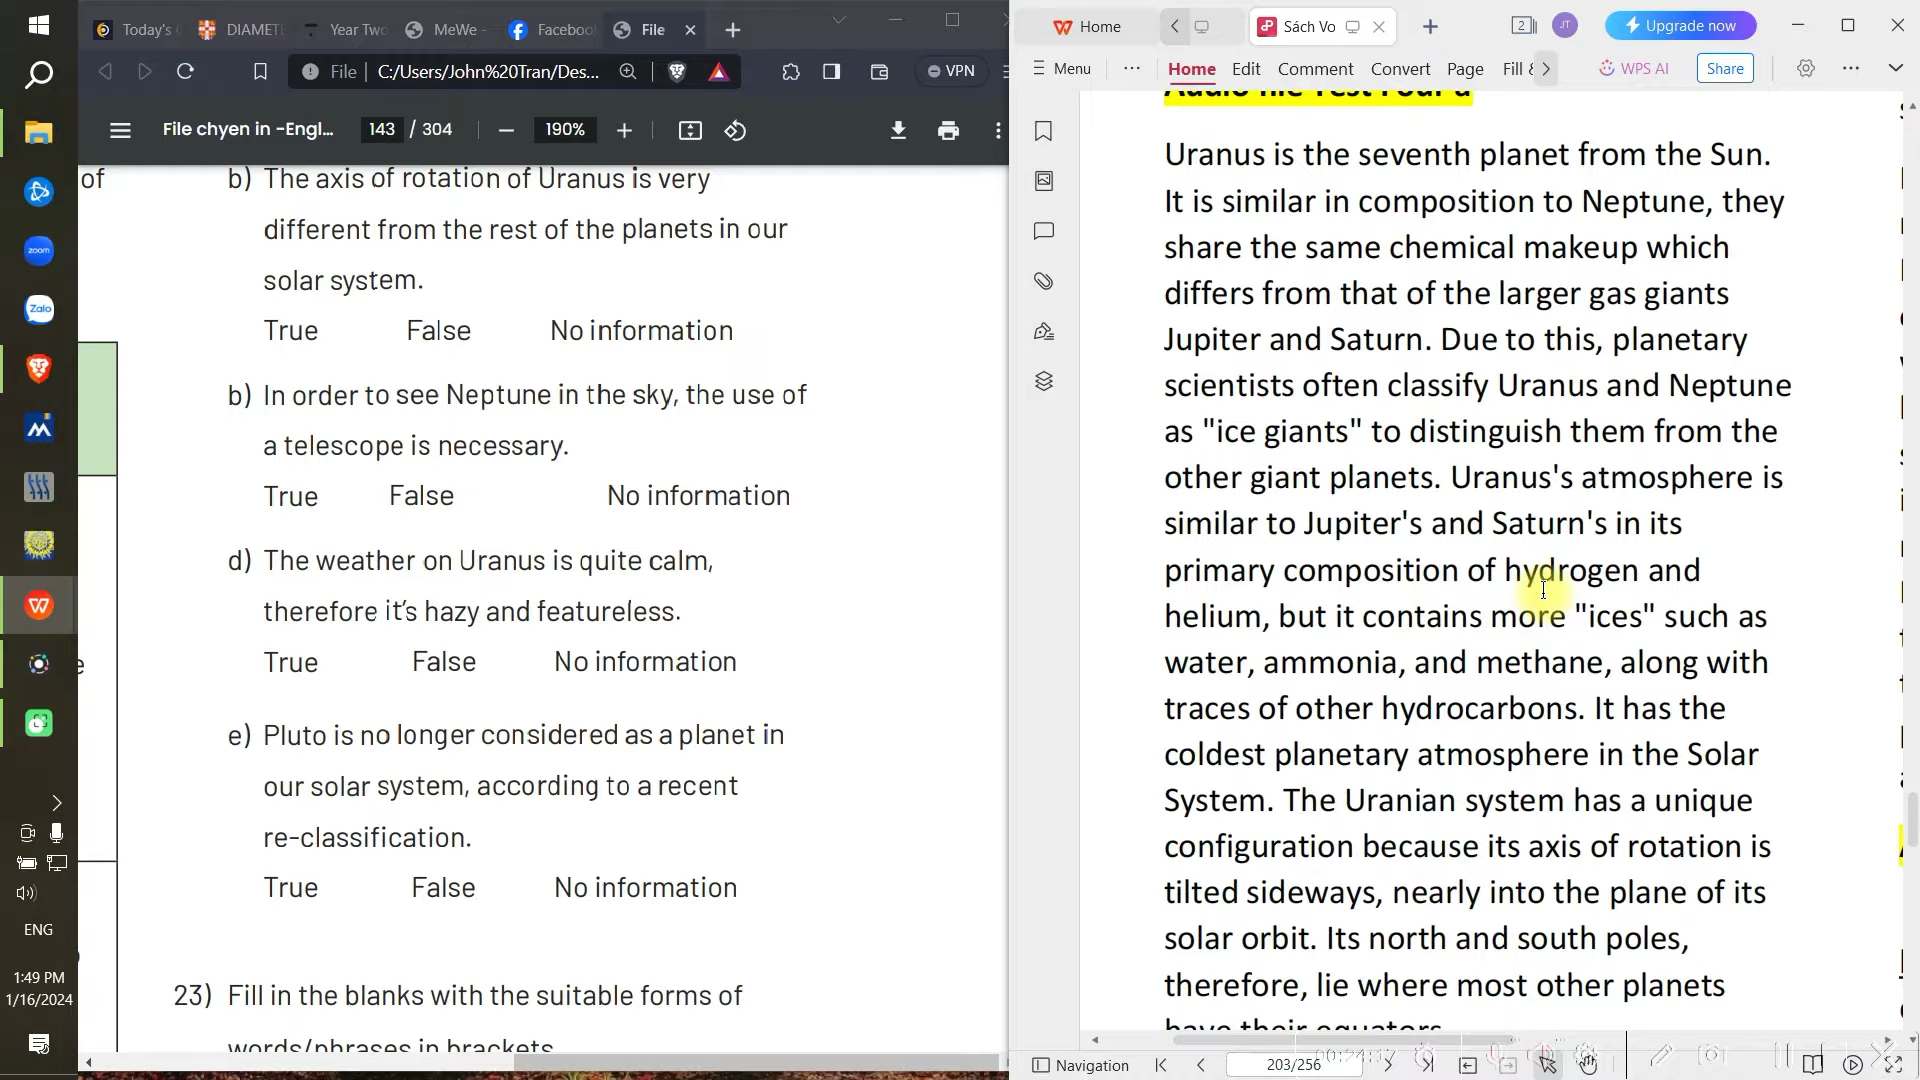 Today's
DIAMET
Year Two
MeWe -
Faceboo
File
File
C:/Users/John%20Tran/Des...
VPN
File chyen in -Engl...
143 / 304
190%
of
b) The axis of rotation of Uranus is very
different from the rest of the planets in our
solar system.
True False No information
b) In order to see Neptune in the sky, the use of
a telescope is necessary.
True False No information
d) The weather on Uranus is quite calm,
therefore it's hazy and featureless.
True False No information
e) Pluto is no longer considered as a planet in
our solar system, according to a recent
re-classification.
True False No information
23) Fill in the blanks with the suitable forms of
words/phrases in brackets
zoom
Zalo
ENG
1:49 PM
1/16/2024
Home
Sách Vo
2
JT
Upgrade now
Menu
Home Edit Comment Convert Page Fill &
WPS AI
Share
Audio file Test Four a
Uranus is the seventh planet from the Sun.
It is similar in composition to Neptune, they
share the same chemical makeup which
differs from that of the larger gas giants
Jupiter and Saturn. Due to this, planetary
scientists often classify Uranus and Neptune
as "ice giants" to distinguish them from the
other giant planets. Uranus's atmosphere is
similar to Jupiter's and Saturn's in its
primary composition of hydrogen and
helium, but it contains more "ices" such as
water, ammonia, and methane, along with
traces of other hydrocarbons. It has the
coldest planetary atmosphere in the Solar
System. The Uranian system has a unique
configuration because its axis of rotation is
tilted sideways, nearly into the plane of its
solar orbit. Its north and south poles,
therefore, lie where most other planets
have their equators.
Navigation
203/256